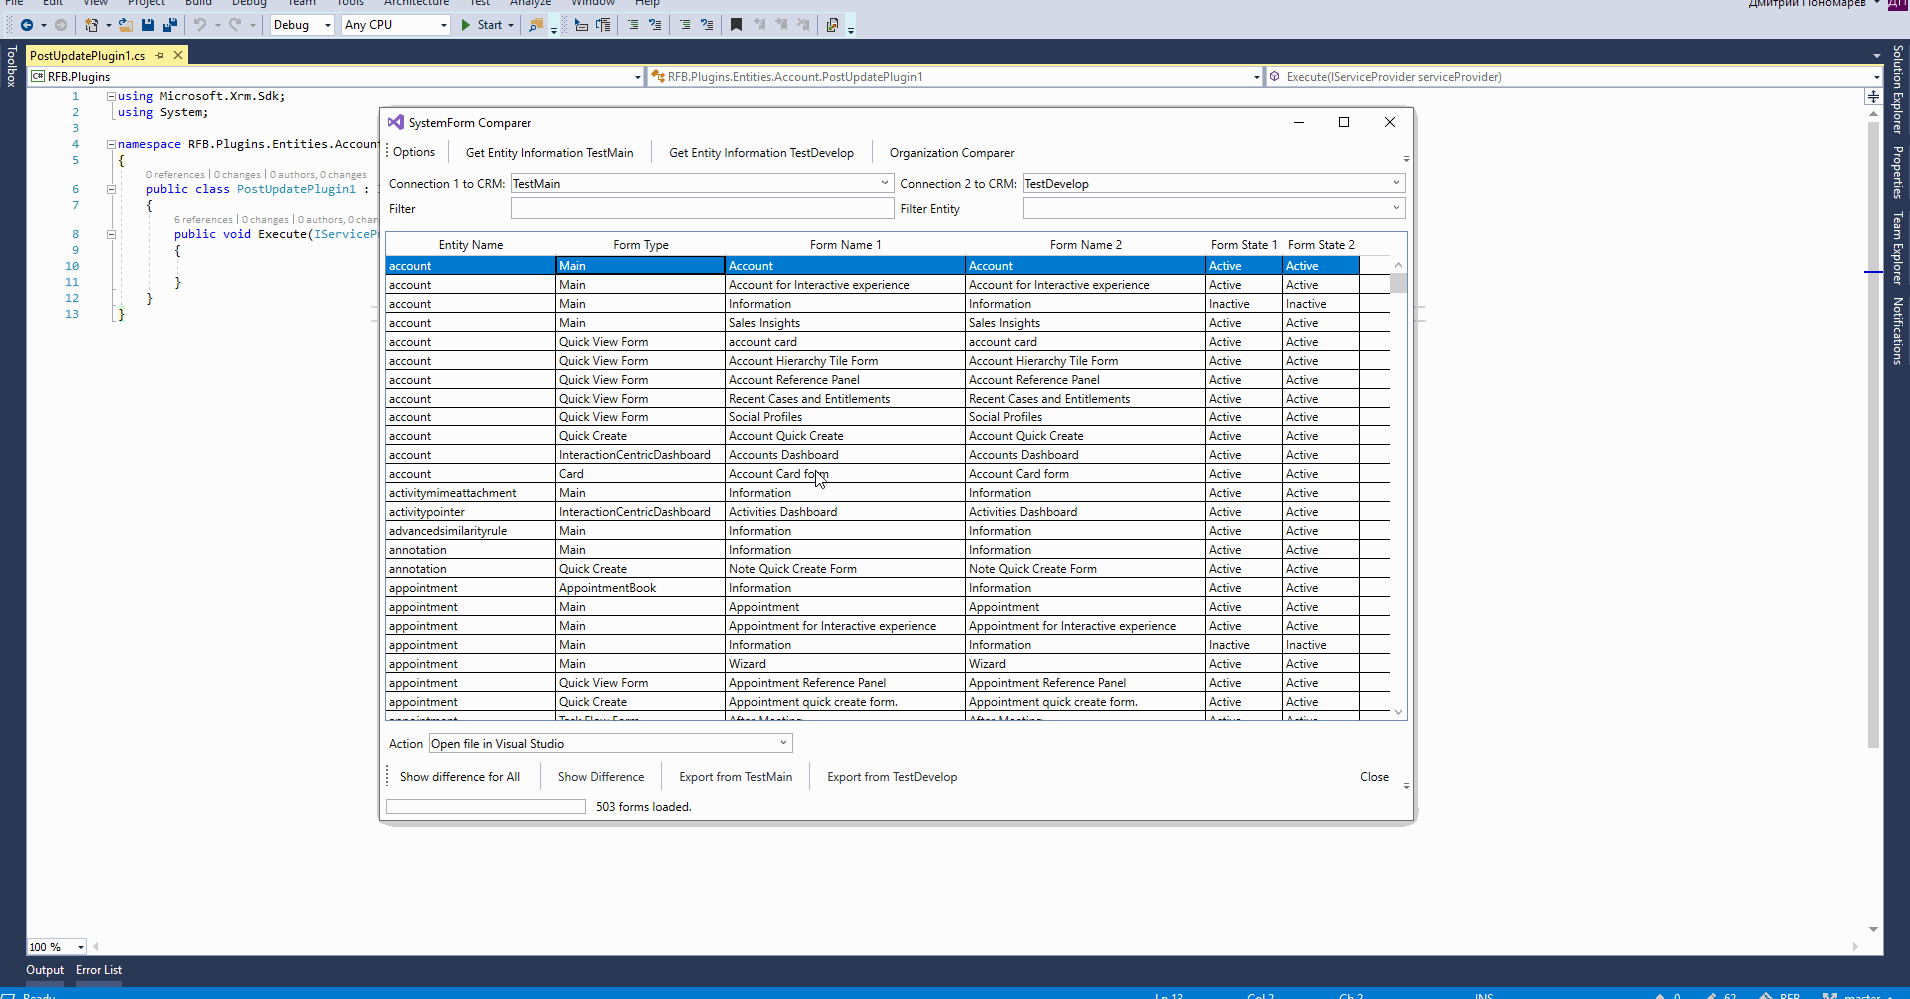 File Edit View Project Build Debug Team Tools Architecture Test Analyze Window Help Дмитрий Пономарев ДП
Debug Any CPU Start
Toolbox
PostUpdatePlugin1.cs
C# RFB.Plugins RFB.Plugins.Entities.Account.PostUpdatePlugin1 Execute(IServiceProvider serviceProvider)
1 using Microsoft.Xrm.Sdk;
2 using System;
3
4 namespace RFB.Plugins.Entities.Accoun
5 {
0 references | 0 changes | 0 authors, 0 changes
6 public class PostUpdatePlugin1 :
7 {
6 references | 0 changes | 0 authors, 0 chan
8 public void Execute(IServiceP
9 {
10
11 }
12 }
13 }
SystemForm Comparer
Options Get Entity Information TestMain Get Entity Information TestDevelop Organization Comparer
Connection 1 to CRM: TestMain Connection 2 to CRM: TestDevelop
Filter Filter Entity
Entity Name Form Type Form Name 1 Form Name 2 Form State 1 Form State 2
account Main Account Account Active Active
account Main Account for Interactive experience Account for Interactive experience Active Active
account Main Information Information Inactive Inactive
account Main Sales Insights Sales Insights Active Active
account Quick View Form account card account card Active Active
account Quick View Form Account Hierarchy Tile Form Account Hierarchy Tile Form Active Active
account Quick View Form Account Reference Panel Account Reference Panel Active Active
account Quick View Form Recent Cases and Entitlements Recent Cases and Entitlements Active Active
account Quick View Form Social Profiles Social Profiles Active Active
account Quick Create Account Quick Create Account Quick Create Active Active
account InteractionCentricDashboard Accounts Dashboard Accounts Dashboard Active Active
account Card Account Card form Account Card form Active Active
activitymimeattachment Main Information Information Active Active
activitypointer InteractionCentricDashboard Activities Dashboard Activities Dashboard Active Active
advancedsimilarityrule Main Information Information Active Active
annotation Main Information Information Active Active
annotation Quick Create Note Quick Create Form Note Quick Create Form Active Active
appointment AppointmentBook Information Information Active Active
appointment Main Appointment Appointment Active Active
appointment Main Appointment for Interactive experience Appointment for Interactive experience Active Active
appointment Main Information Information Inactive Inactive
appointment Main Wizard Wizard Active Active
appointment Quick View Form Appointment Reference Panel Appointment Reference Panel Active Active
appointment Quick Create Appointment quick create form. Appointment quick create form. Active Active
appointment Task Flow Form After Meeting After Meeting Active Active
Action Open file in Visual Studio
Show difference for All Show Difference Export from TestMain Export from TestDevelop Close
503 forms loaded.
Solution Explorer
Properties
Team Explorer
Notifications
100 %
Output Error List
Ready Ln 13 Col 2 Ch 2 INS 0 62 RFB master